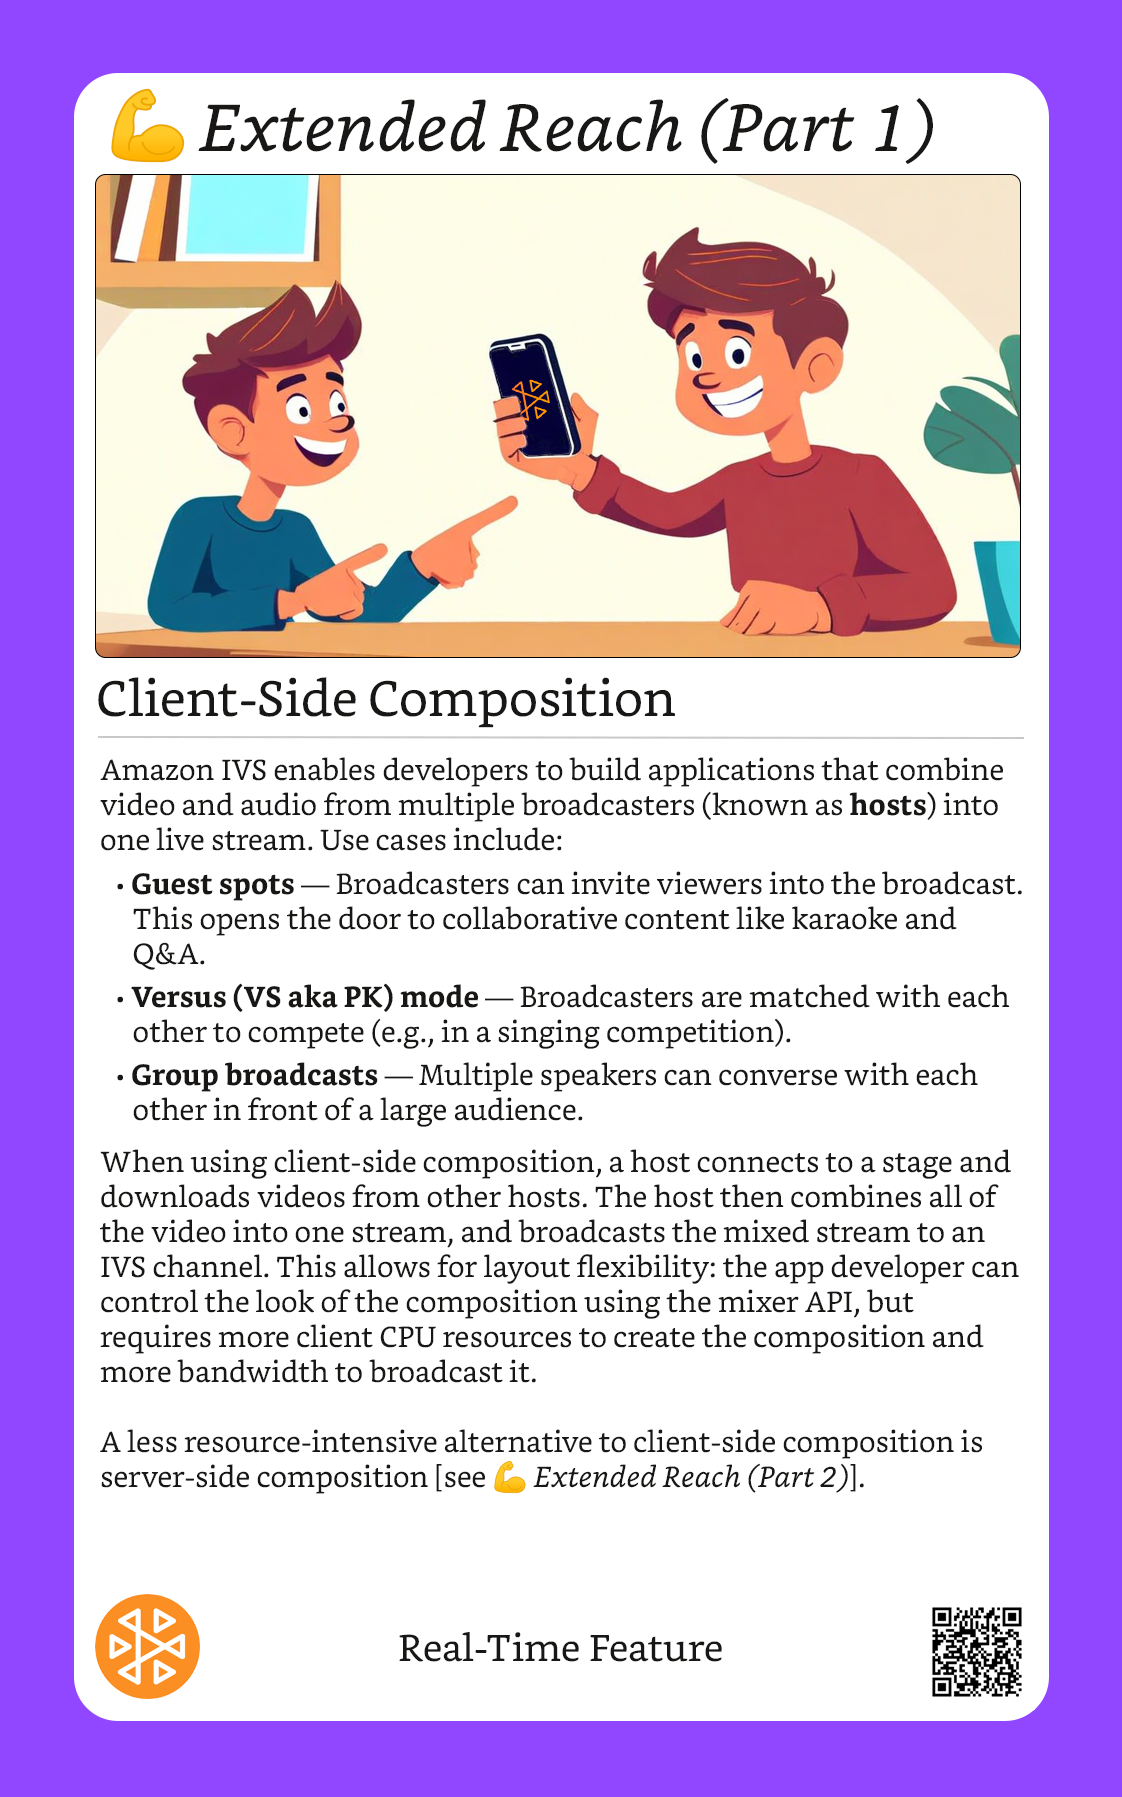 💪 Extended Reach (Part 1)
Client-Side Composition
Amazon IVS enables developers to build applications that combine
video and audio from multiple broadcasters (known as hosts) into
one live stream. Use cases include:
• Guest spots — Broadcasters can invite viewers into the broadcast.
This opens the door to collaborative content like karaoke and
Q&A.
• Versus (VS aka PK) mode — Broadcasters are matched with each
other to compete (e.g., in a singing competition).
• Group broadcasts — Multiple speakers can converse with each
other in front of a large audience.
When using client-side composition, a host connects to a stage and
downloads videos from other hosts. The host then combines all of
the video into one stream, and broadcasts the mixed stream to an
IVS channel. This allows for layout flexibility: the app developer can
control the look of the composition using the mixer API, but
requires more client CPU resources to create the composition and
more bandwidth to broadcast it.
A less resource-intensive alternative to client-side composition is
server-side composition [see 💪 Extended Reach (Part 2)].
Real-Time Feature